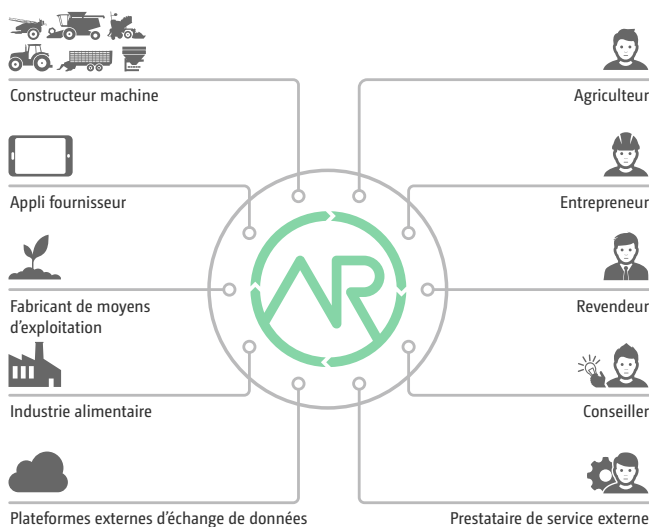 Constructeur machine
Agriculteur
Appli fournisseur
Entrepreneur
AR
Fabricant de moyens
d'exploitation
Revendeur
Industrie alimentaire
Conseiller
Plateformes externes d'échange de données
Prestataire de service externe